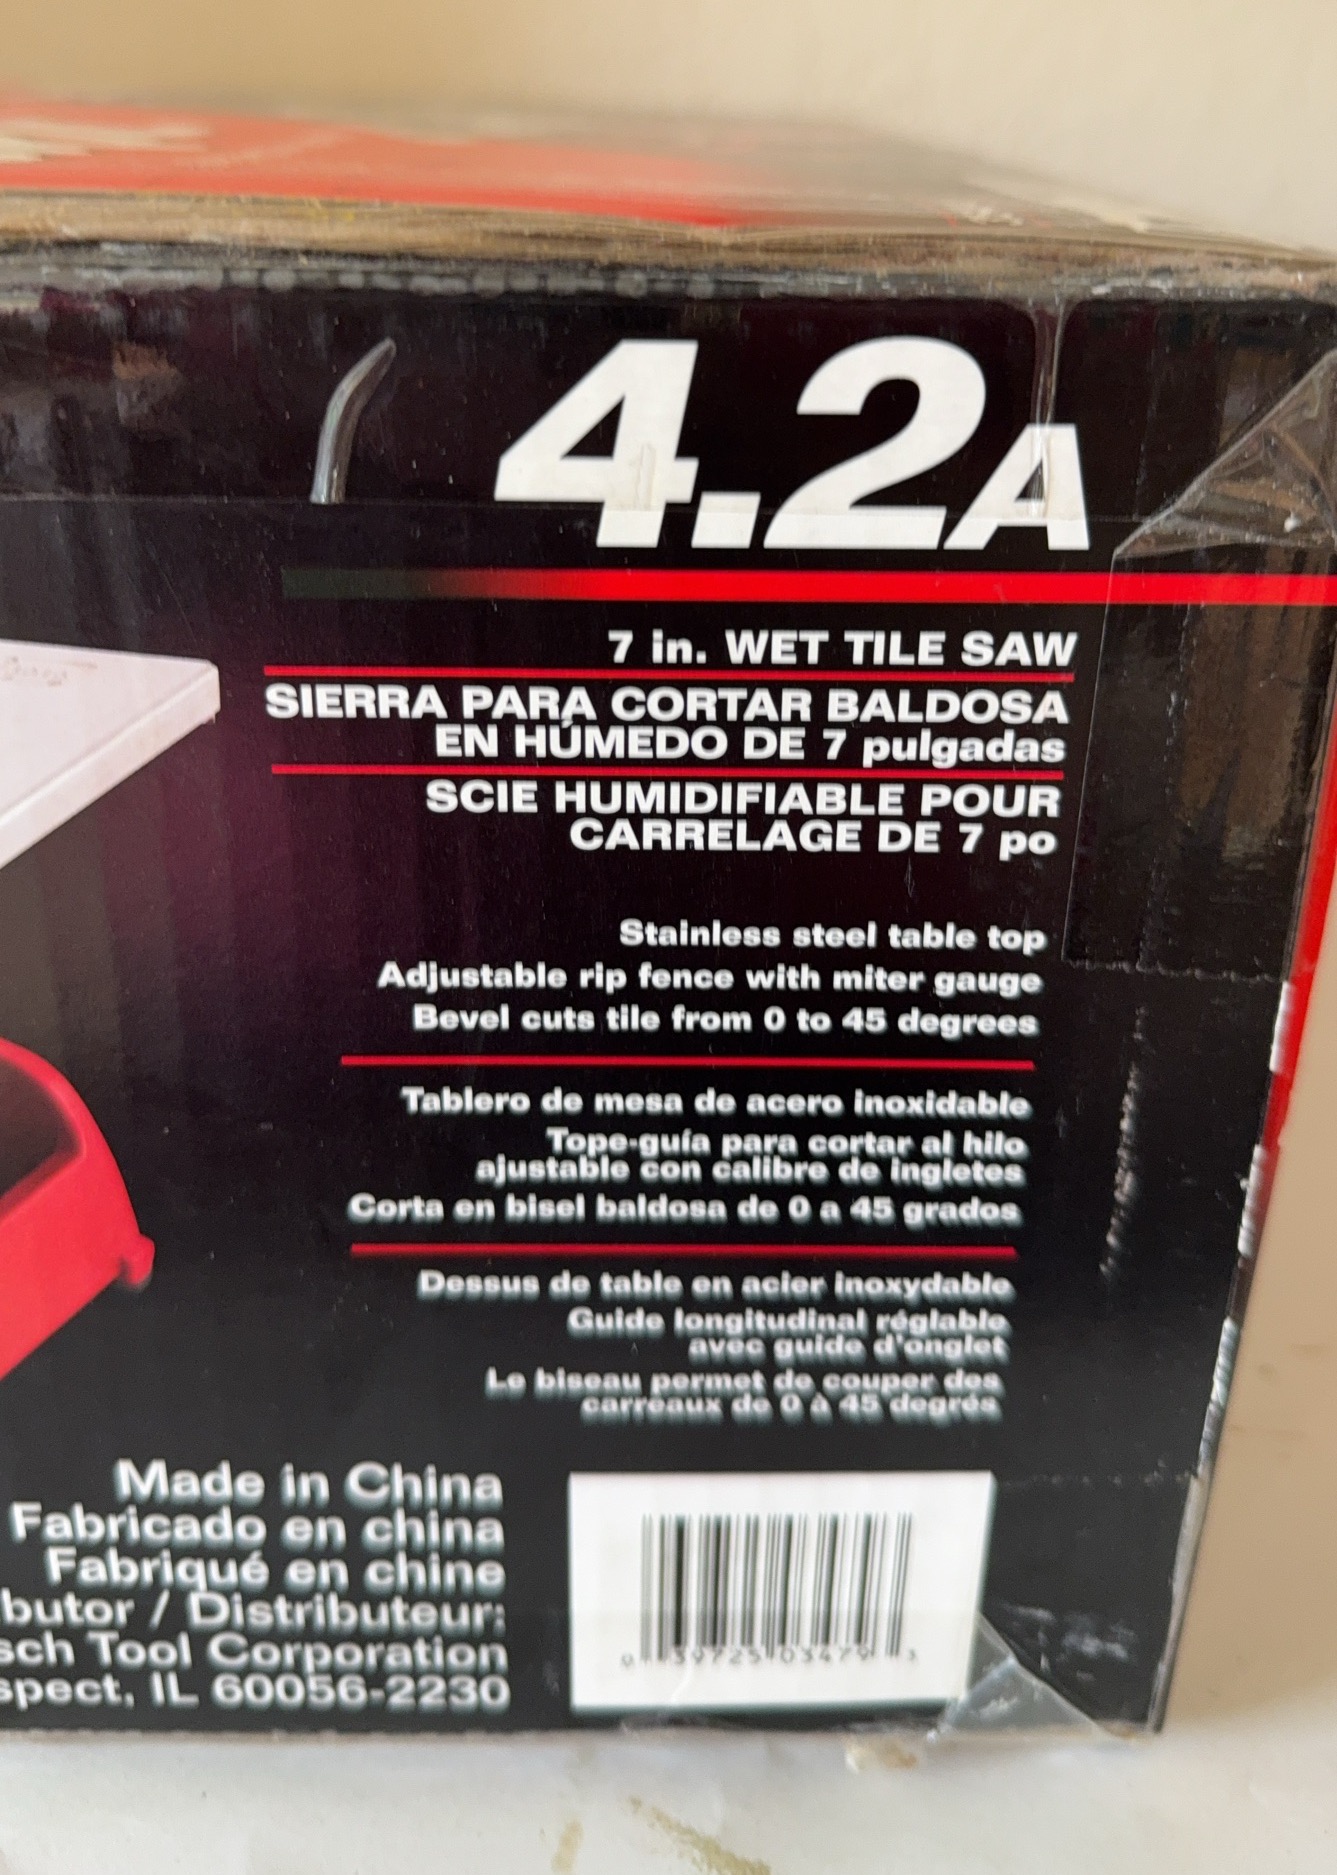 4.2A
7 in. WET TILE SAW
SIERRA PARA CORTAR BALDOSA
EN HÚMEDO DE 7 pulgadas
SCIE HUMIDIFIABLE POUR
CARRELAGE DE 7 po
Stainless steel table top
Adjustable rip fence with miter gauge
Bevel cuts tile from 0 to 45 degrees
Tablero de mesa de acero inoxidable
Tope-guía para cortar al hilo
ajustable con calibre de ingletes
Corta en bisel baldosa de 0 a 45 grados
Dessus de table en acier inoxydable
Guide longitudinal réglable
avec guide d'onglet
Le biseau permet de couper des
carreaux de 0 à 45 degrés
Made in China
Fabricado en china
Fabriqué en chine
butor / Distributeur:
sch Tool Corporation
spect, IL 60056-2230
39725 03479